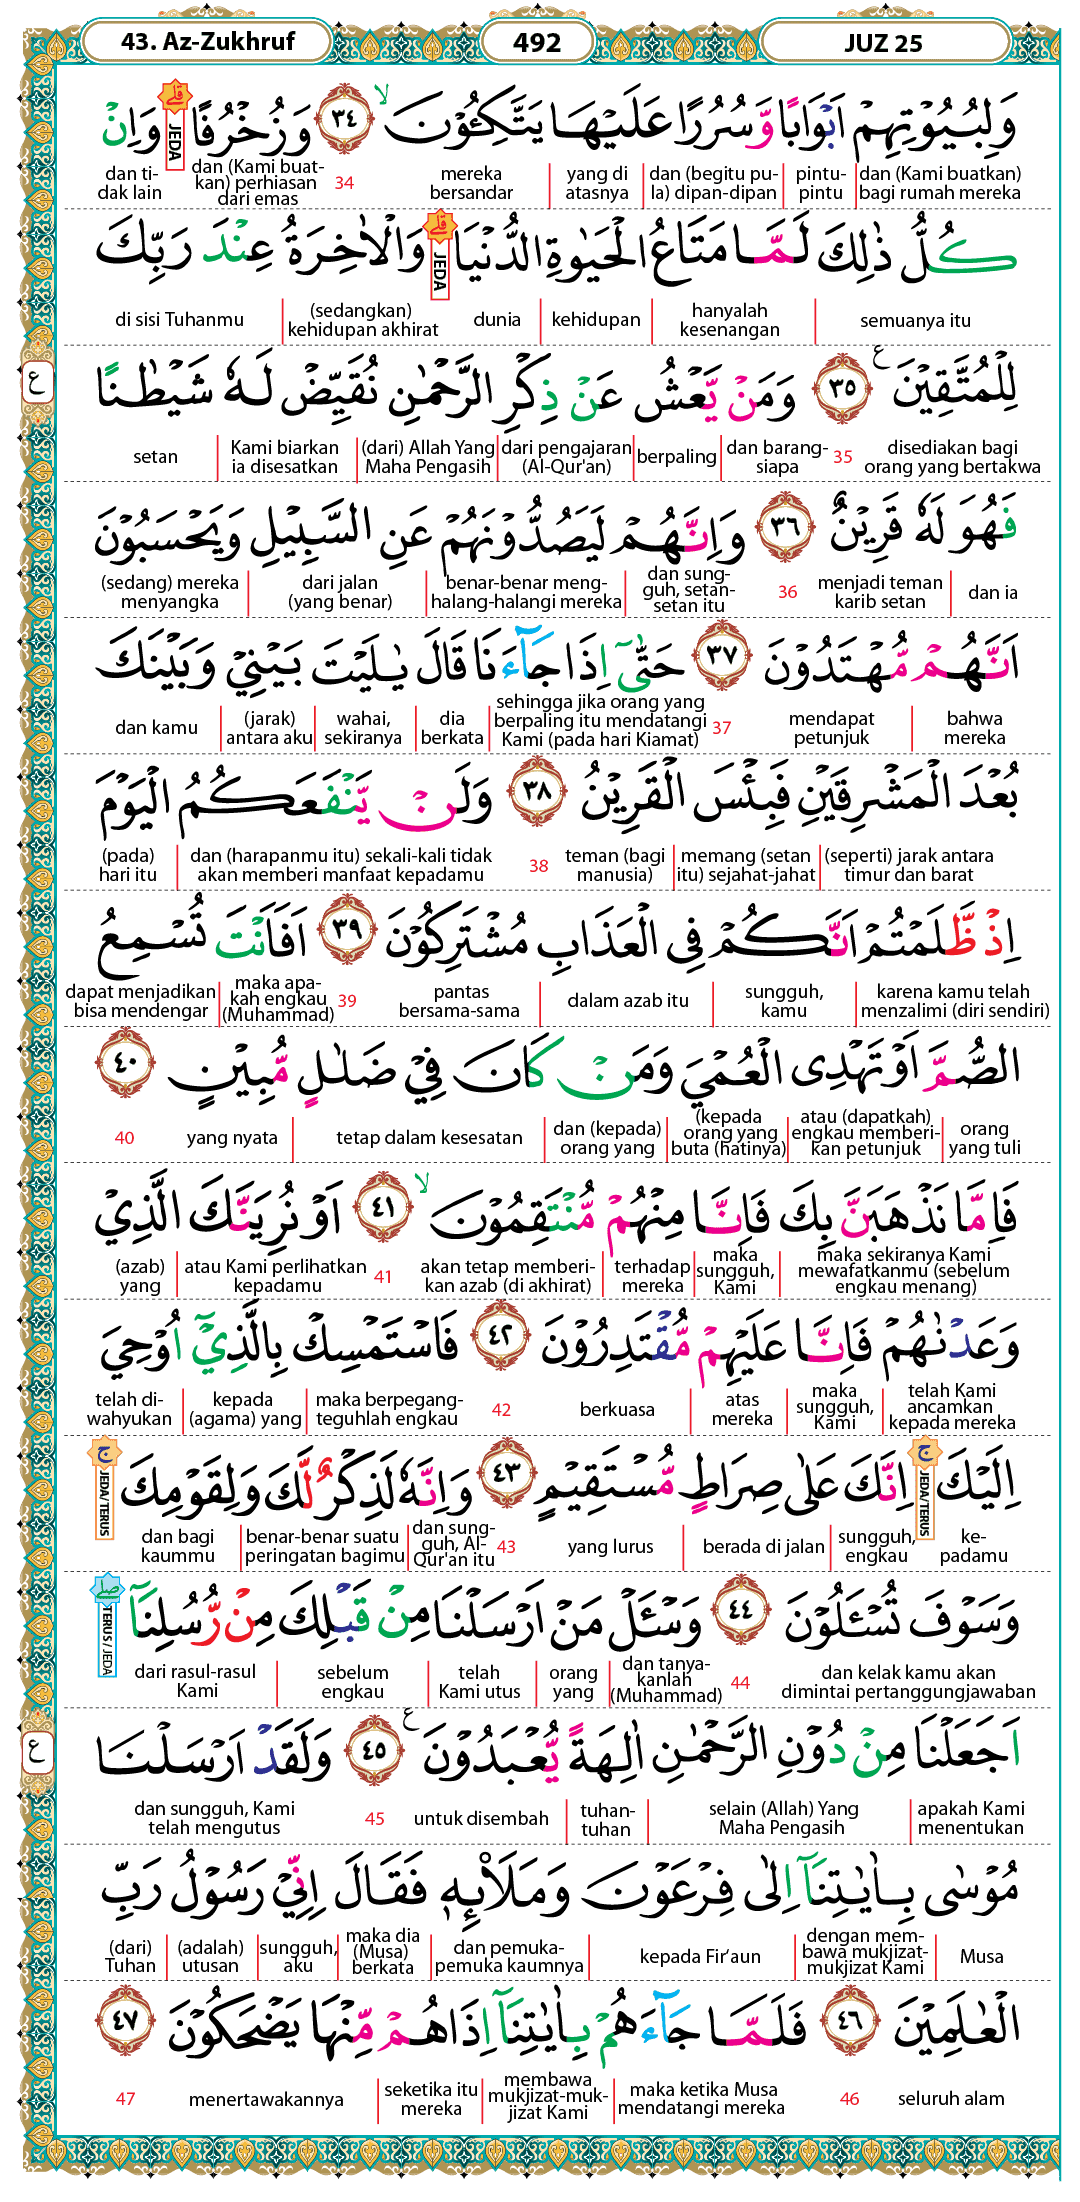 43. Az-Zukhruf 492 JUZ 25
وَلِبُيُوْتِهِمْ اَبْوَابًا وَّسُرُرًا عَلَيْهَا يَتَّكِـُٔوْنَ ۙ ٣٤ وَزُخْرُفًا ۗ JEDA وَاِنْ
dan (Kami buatkan) bagi rumah mereka | pintu-pintu | dan (begitu pula) dipan-dipan | yang di atasnya | mereka bersandar 34 dan (Kami buatkan) perhiasan dari emas dan tidak lain
كُلُّ ذٰلِكَ لَمَّا مَتَاعُ الْحَيٰوةِ الدُّنْيَا ۗ JEDA وَالْاٰخِرَةُ عِنْدَ رَبِّكَ
semuanya itu | hanyalah kesenangan | kehidupan | dunia (sedangkan) kehidupan akhirat | di sisi Tuhanmu
ع لِلْمُتَّقِيْنَ ࣖ ٣٥ وَمَنْ يَّعْشُ عَنْ ذِكْرِ الرَّحْمٰنِ نُقَيِّضْ لَهٗ شَيْطٰنًا
disediakan bagi orang yang bertakwa 35 dan barangsiapa | berpaling | dari pengajaran (Al-Qur'an) | (dari) Allah Yang Maha Pengasih | Kami biarkan ia disesatkan | setan
فَهُوَ لَهٗ قَرِيْنٌ ٣٦ وَاِنَّهُمْ لَيَصُدُّوْنَهُمْ عَنِ السَّبِيْلِ وَيَحْسَبُوْنَ
dan ia | menjadi teman karib setan 36 dan sungguh, setan-setan itu | benar-benar menghalang-halangi mereka | dari jalan (yang benar) | (sedang) mereka menyangka
اَنَّهُمْ مُّهْتَدُوْنَ ٣٧ حَتّٰىٓ اِذَا جَاۤءَنَا قَالَ يٰلَيْتَ بَيْنِيْ وَبَيْنَكَ
bahwa mereka | mendapat petunjuk 37 sehingga jika orang yang berpaling itu mendatangi Kami (pada hari Kiamat) | dia berkata | wahai, sekiranya | (jarak) antara aku | dan kamu
بُعْدَ الْمَشْرِقَيْنِ فَبِئْسَ الْقَرِيْنُ ٣٨ وَلَنْ يَّنْفَعَكُمُ الْيَوْمَ
(seperti) jarak antara timur dan barat | memang (setan itu) sejahat-jahat | teman (bagi manusia) 38 dan (harapanmu itu) sekali-kali tidak akan memberi manfaat kepadamu | (pada) hari itu
اِذْ ظَّلَمْتُمْ اَنَّكُمْ فِى الْعَذَابِ مُشْتَرِكُوْنَ ٣٩ اَفَاَنْتَ تُسْمِعُ
karena kamu telah menzalimi (diri sendiri) | sungguh, kamu | dalam azab itu | pantas bersama-sama 39 maka apakah engkau (Muhammad) | dapat menjadikan bisa mendengar
الصُّمَّ اَوْ تَهْدِى الْعُمْيَ وَمَنْ كَانَ فِيْ ضَلٰلٍ مُّبِيْنٍ ٤٠
orang yang tuli | atau (dapatkah) engkau memberikan petunjuk | (kepada orang yang buta (hatinya) | dan (kepada) orang yang | tetap dalam kesesatan | yang nyata 40
فَاِمَّا نَذْهَبَنَّ بِكَ فَاِنَّا مِنْهُمْ مُّنْتَقِمُوْنَ ۙ ٤١ اَوْ نُرِيَنَّكَ الَّذِيْ
maka sekiranya Kami mewafatkanmu (sebelum engkau menang) | maka sungguh, Kami | terhadap mereka | akan tetap memberikan azab (di akhirat) 41 atau Kami perlihatkan kepadamu | (azab) yang
وَعَدْنٰهُمْ فَاِنَّا عَلَيْهِمْ مُّقْتَدِرُوْنَ ٤٢ فَاسْتَمْسِكْ بِالَّذِيْٓ اُوْحِيَ
telah Kami ancamkan kepada mereka | maka sungguh, Kami | atas mereka | berkuasa 42 maka berpegangteguhlah engkau | kepada (agama) yang | telah diwahyukan
اِلَيْكَ ۚ JEDA/TERUS اِنَّكَ عَلٰى صِرَاطٍ مُّسْتَقِيْمٍ ٤٣ وَاِنَّهٗ لَذِكْرٌ لَّكَ وَلِقَوْمِكَ ۚ JEDA/TERUS
kepadamu sungguh, engkau | berada di jalan | yang lurus 43 dan sungguh, Al-Qur'an itu | benar-benar suatu peringatan bagimu | dan bagi kaummu
وَسَوْفَ تُسْـَٔلُوْنَ ٤٤ وَسْـَٔلْ مَنْ اَرْسَلْنَا مِنْ قَبْلِكَ مِنْ رُّسُلِنَآ ۖ TERUS/JEDA
dan kelak kamu akan dimintai pertanggungjawaban 44 dan tanyakanlah (Muhammad) | orang yang | telah Kami utus | sebelum engkau | dari rasul-rasul Kami
ع اَجَعَلْنَا مِنْ دُوْنِ الرَّحْمٰنِ اٰلِهَةً يُّعْبَدُوْنَ ࣖ ٤٥ وَلَقَدْ اَرْسَلْنَا
apakah Kami menentukan | selain (Allah) Yang Maha Pengasih | tuhan-tuhan | untuk disembah 45 dan sungguh, Kami telah mengutus
مُوْسٰى بِاٰيٰتِنَآ اِلٰى فِرْعَوْنَ وَمَلَا۟ىِٕهٖ فَقَالَ اِنِّيْ رَسُوْلُ رَبِّ
Musa | dengan membawa mukjizat-mukjizat Kami | kepada Fir'aun | dan pemuka-pemuka kaumnya | maka dia (Musa) berkata | sungguh, aku | (adalah) utusan | (dari) Tuhan
الْعٰلَمِيْنَ ٤٦ فَلَمَّا جَاۤءَهُمْ بِاٰيٰتِنَآ اِذَا هُمْ مِّنْهَا يَضْحَكُوْنَ ٤٧
seluruh alam 46 maka ketika Musa mendatangi mereka | membawa mukjizat-mukjizat Kami | seketika itu mereka | menertawakannya 47